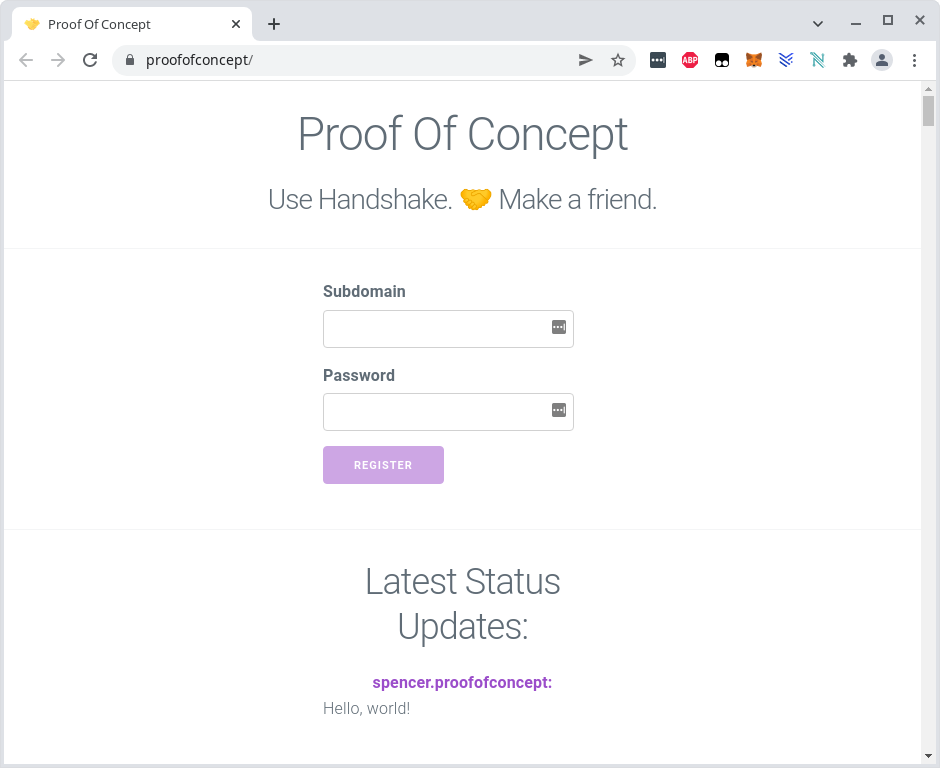 Proof Of Concept
proofofconcept/
ABP
Proof Of Concept
Use Handshake. 🤝 Make a friend.
Subdomain
Password
REGISTER
Latest Status
Updates:
spencer.proofofconcept:
Hello, world!